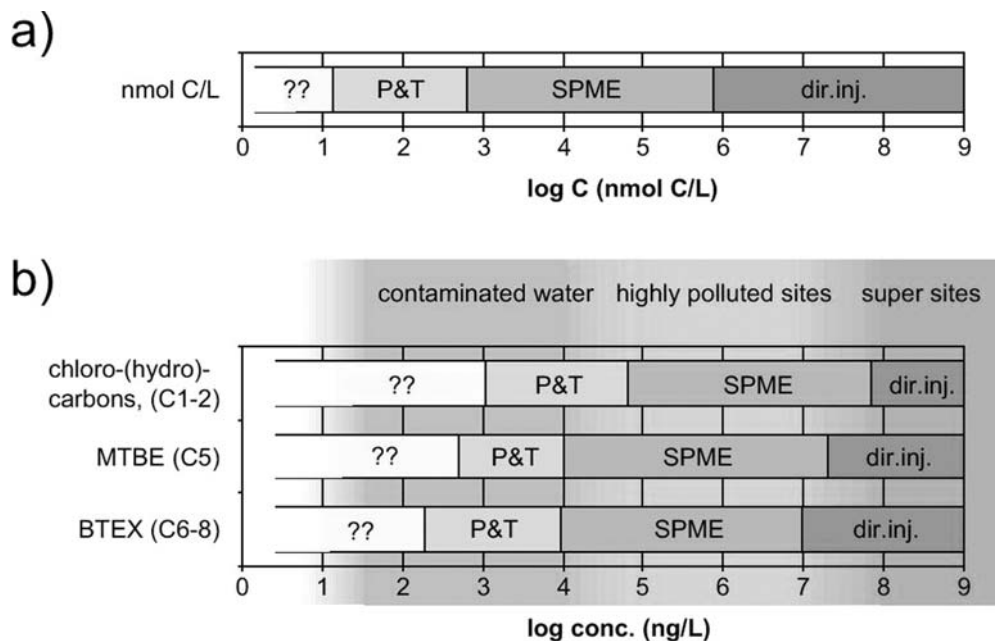 a)
nmol C/L
?? P&T SPME dir.inj.
0 1 2 3 4 5 6 7 8 9
log C (nmol C/L)
b)
contaminated water highly polluted sites super sites
chloro-(hydro)-
carbons, (C1-2)
?? P&T SPME dir.inj.
MTBE (C5) ?? P&T SPME dir.inj.
BTEX (C6-8) ?? P&T SPME dir.inj.
0 1 2 3 4 5 6 7 8 9
log conc. (ng/L)